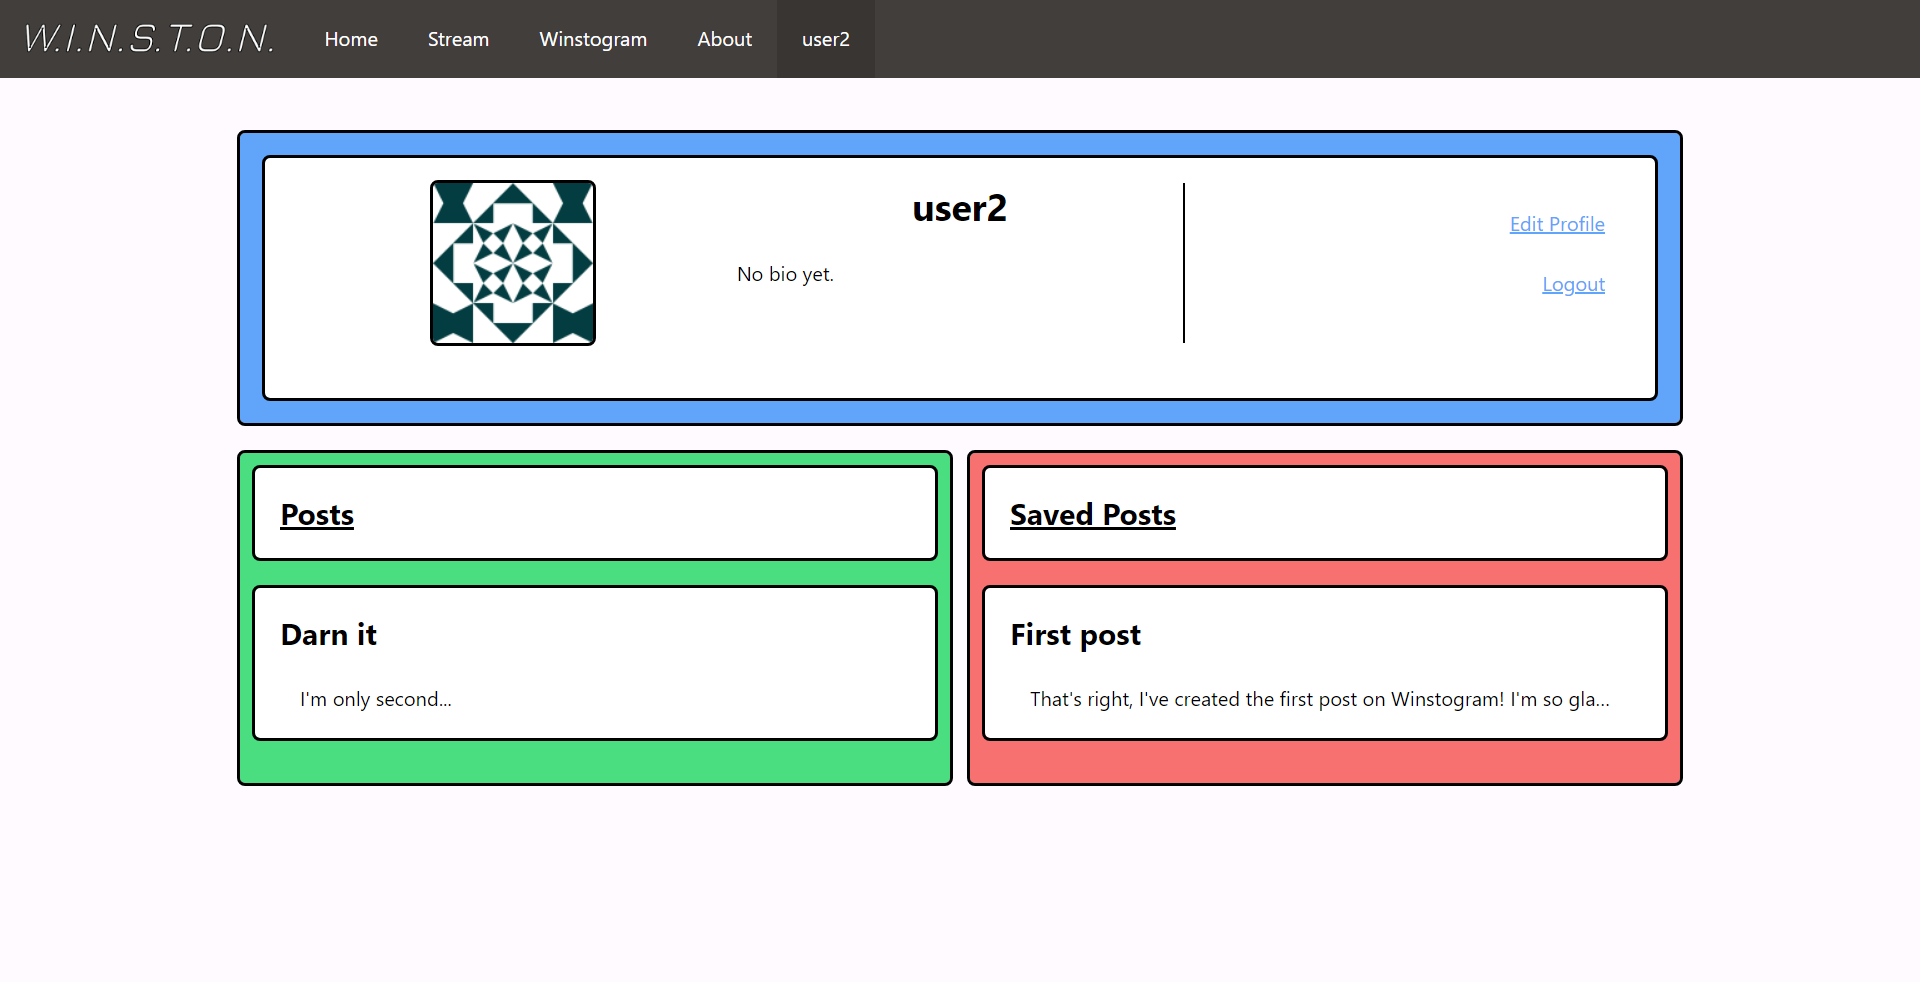 W.I.N.S.T.O.N. Home Stream Winstogram About user2
user2
No bio yet.
Edit Profile
Logout
Posts
Darn it
I'm only second...
Saved Posts
First post
That's right, I've created the first post on Winstogram! I'm so gla...